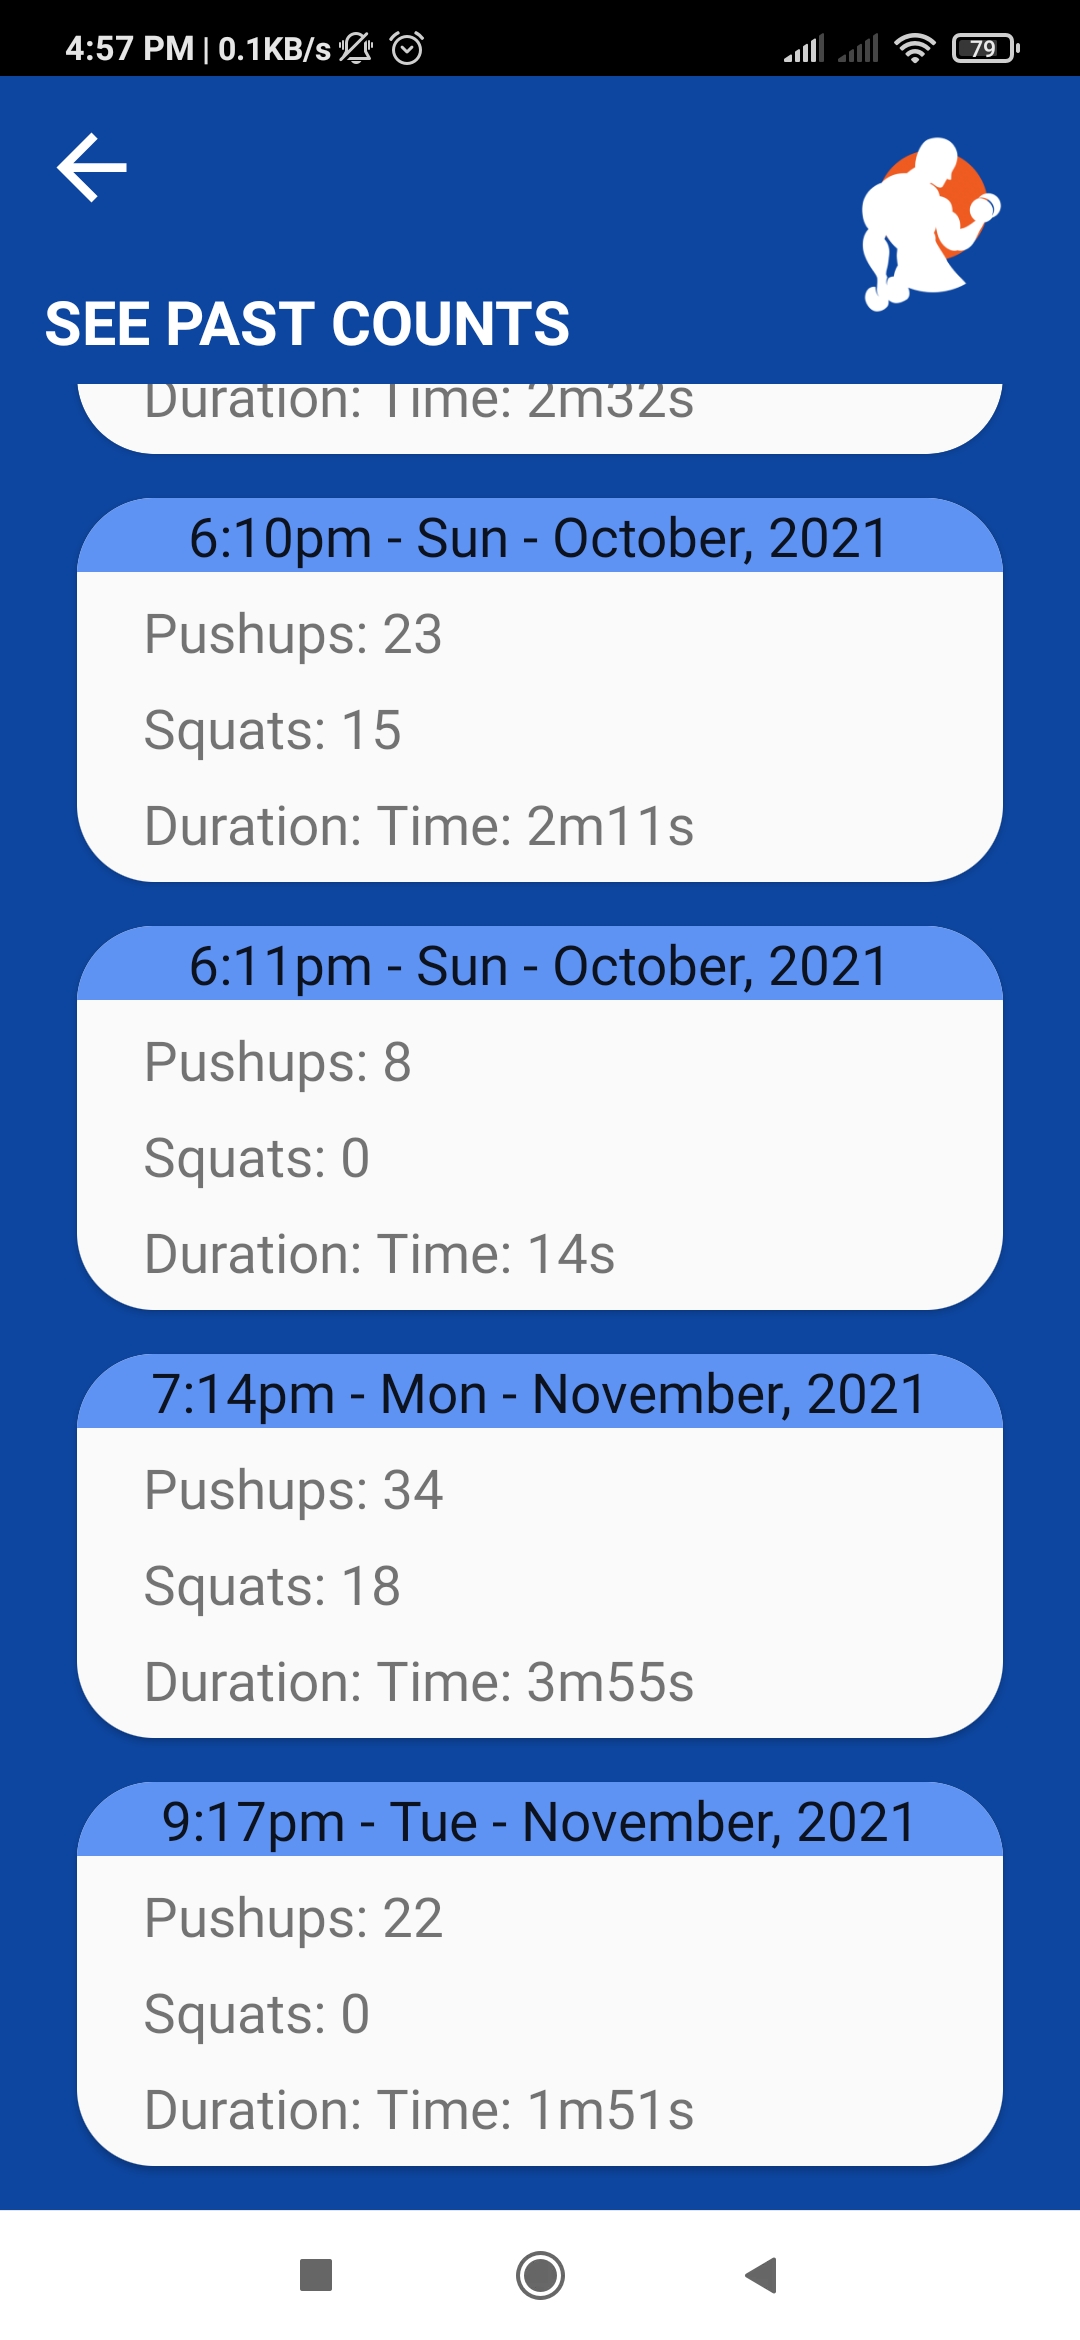 4:57 PM | 0.1KB/s
79
SEE PAST COUNTS
Duration: Time: 2m32s
6:10pm - Sun - October, 2021
Pushups: 23
Squats: 15
Duration: Time: 2m11s
6:11pm - Sun - October, 2021
Pushups: 8
Squats: 0
Duration: Time: 14s
7:14pm - Mon - November, 2021
Pushups: 34
Squats: 18
Duration: Time: 3m55s
9:17pm - Tue - November, 2021
Pushups: 22
Squats: 0
Duration: Time: 1m51s